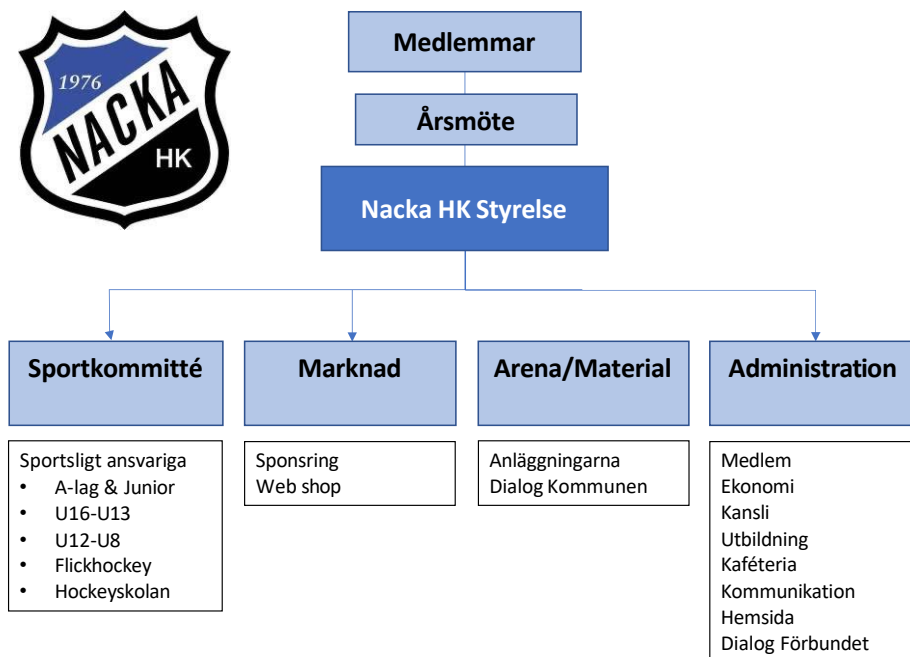 1976
NACKA
HK
Medlemmar
Årsmöte
Nacka HK Styrelse
Sportkommitté
Sportsligt ansvariga
• A-lag & Junior
• U16-U13
• U12-U8
• Flickhockey
• Hockeyskolan
Marknad
Sponsring
Web shop
Arena/Material
Anläggningarna
Dialog Kommunen
Administration
Medlem
Ekonomi
Kansli
Utbildning
Kaféteria
Kommunikation
Hemsida
Dialog Förbundet